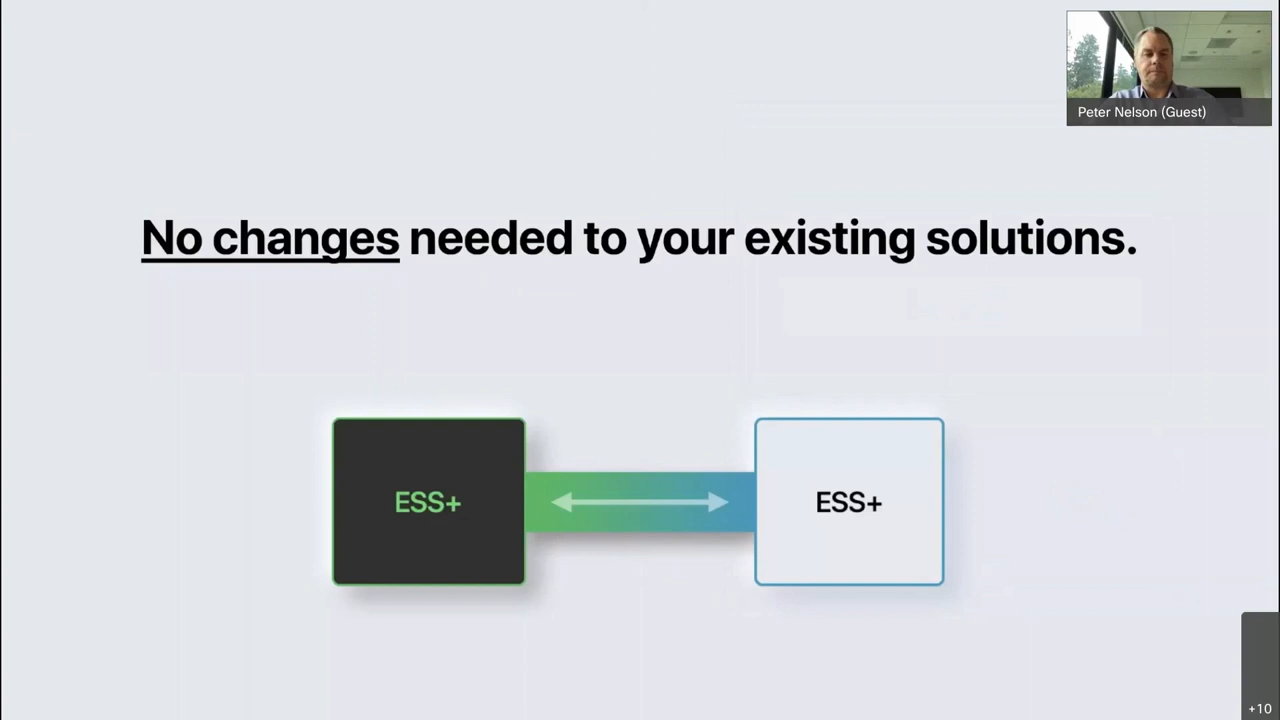 Peter Nelson (Guest)
No changes needed to your existing solutions.
ESS+
ESS+
+10